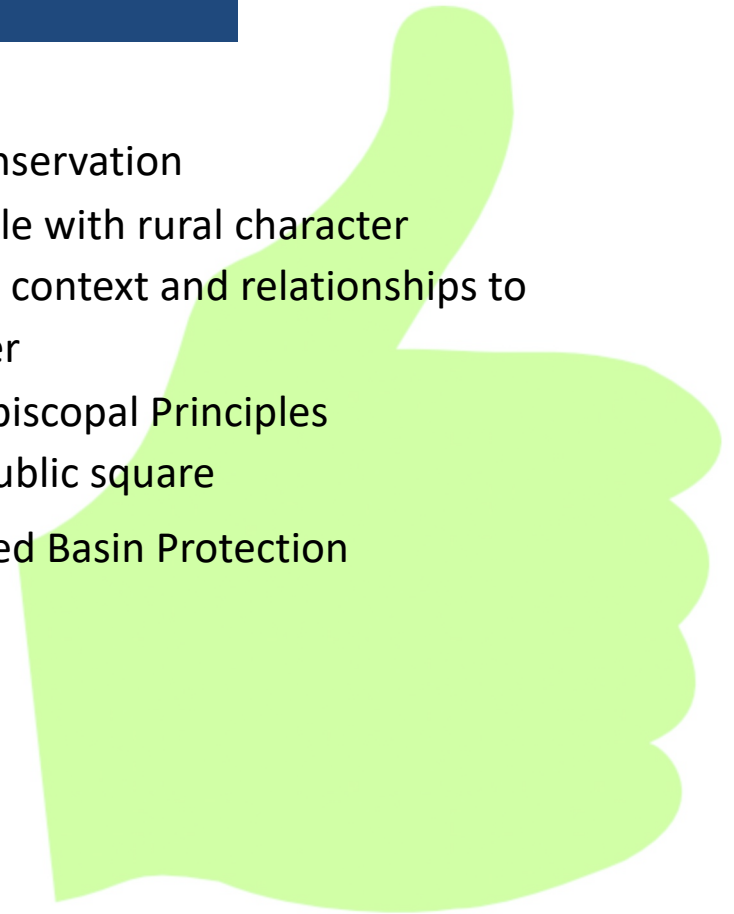 nservation
le with rural character
context and relationships to
er
piscopal Principles
ublic square
ed Basin Protection